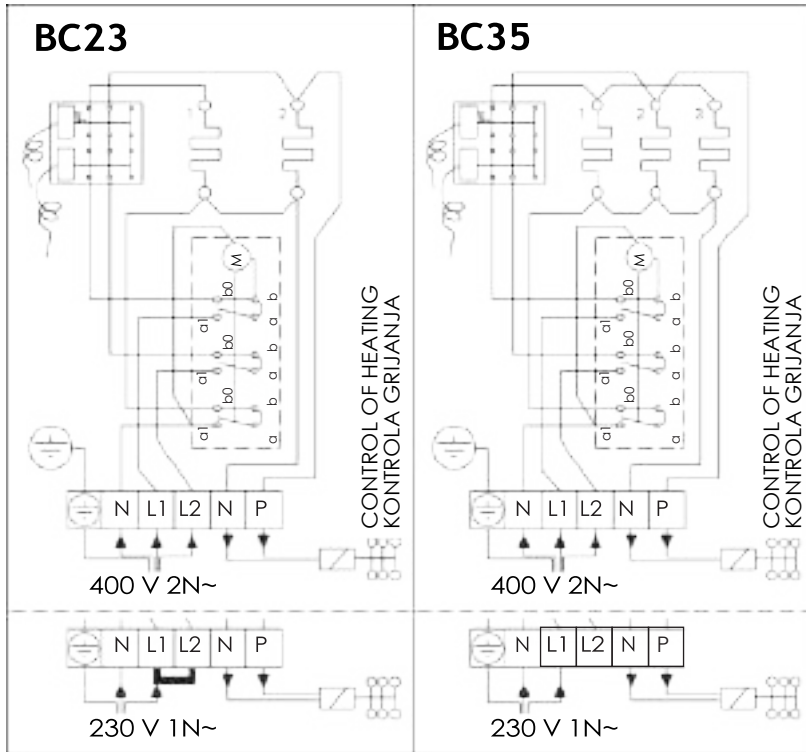 BC23
1 2
M
b0 b
a1 a
b0 b
a1 a
b0 b
a1 a
CONTROL OF HEATING
KONTROLA GRIJANJA
N L1 L2 N P
400 V 2N~
N L1 L2 N P
230 V 1N~
BC35
1 2 3
M
b0 b
a1 a
b0 b
a1 a
b0 b
a1 a
CONTROL OF HEATING
KONTROLA GRIJANJA
N L1 L2 N P
400 V 2N~
N L1 L2 N P
230 V 1N~